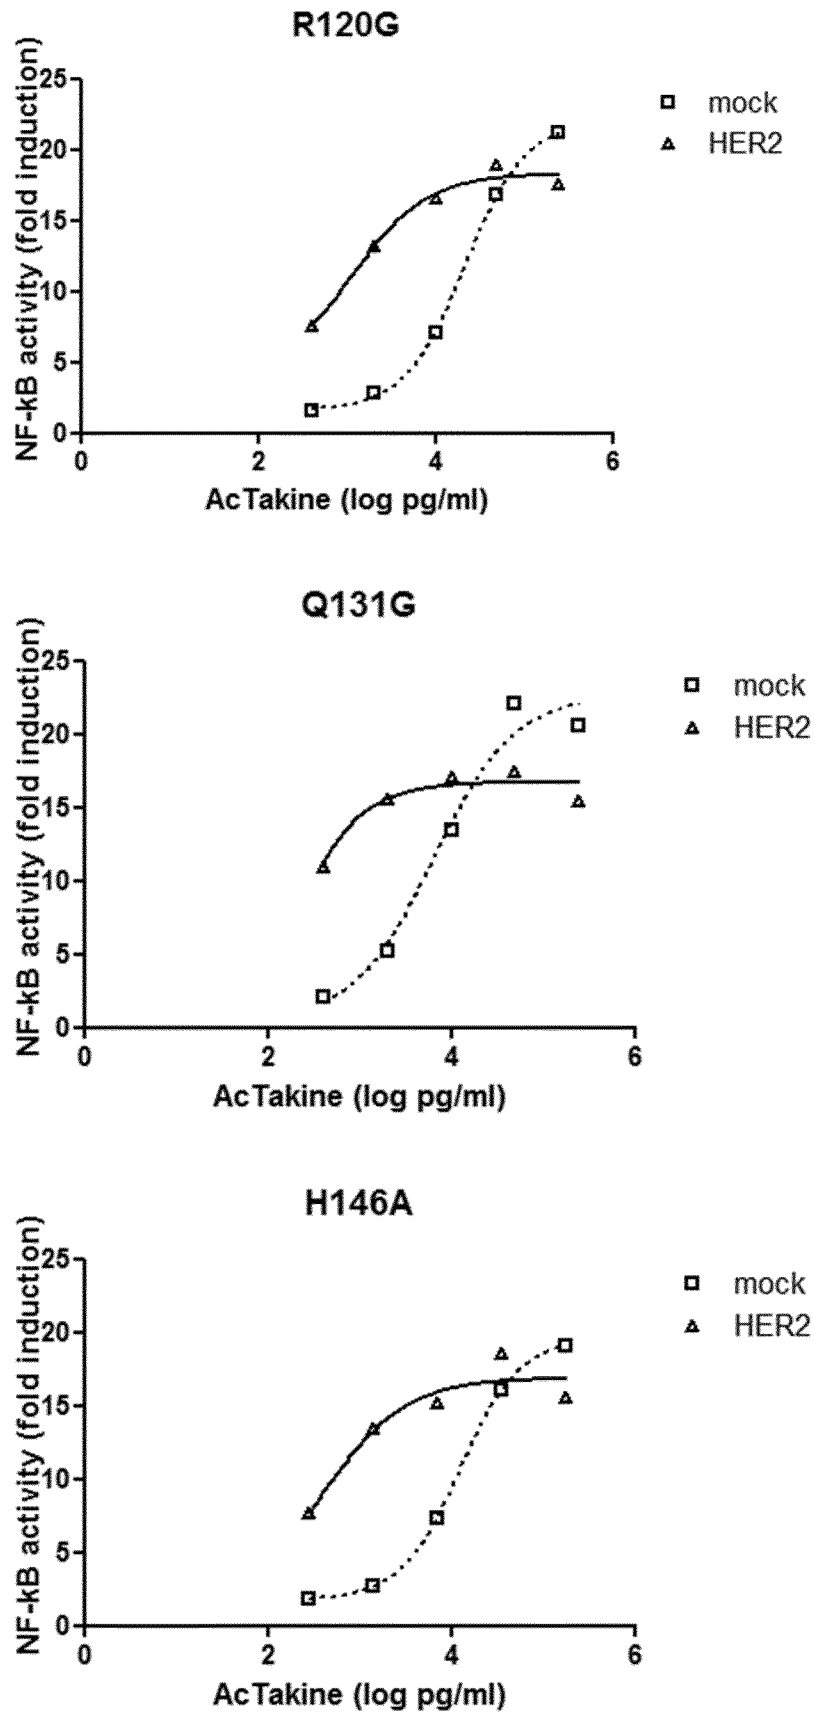 R120G
NF-kB activity (fold induction)
25
20
15
10
5
0
0 2 4 6
AcTakine (log pg/ml)
mock
HER2
Q131G
NF-kB activity (fold induction)
25
20
15
10
5
0
0 2 4 6
AcTakine (log pg/ml)
mock
HER2
H146A
NF-kB activity (fold induction)
25
20
15
10
5
0
0 2 4 6
AcTakine (log pg/ml)
mock
HER2